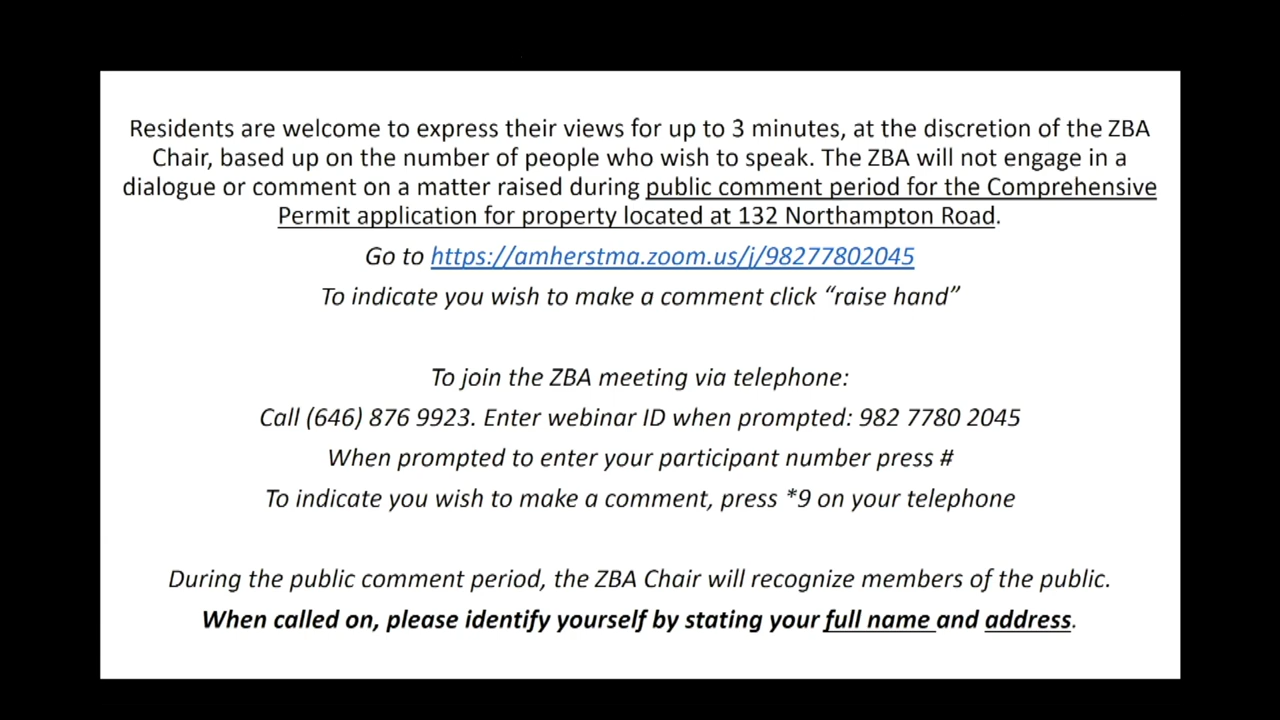 Residents are welcome to express their views for up to 3 minutes, at the discretion of the ZBA
Chair, based up on the number of people who wish to speak. The ZBA will not engage in a
dialogue or comment on a matter raised during public comment period for the Comprehensive
Permit application for property located at 132 Northampton Road.
Go to https://amherstma.zoom.us/j/98277802045
To indicate you wish to make a comment click “raise hand”
To join the ZBA meeting via telephone:
Call (646) 876 9923. Enter webinar ID when prompted: 982 7780 2045
When prompted to enter your participant number press #
To indicate you wish to make a comment, press *9 on your telephone
During the public comment period, the ZBA Chair will recognize members of the public.
When called on, please identify yourself by stating your full name and address.